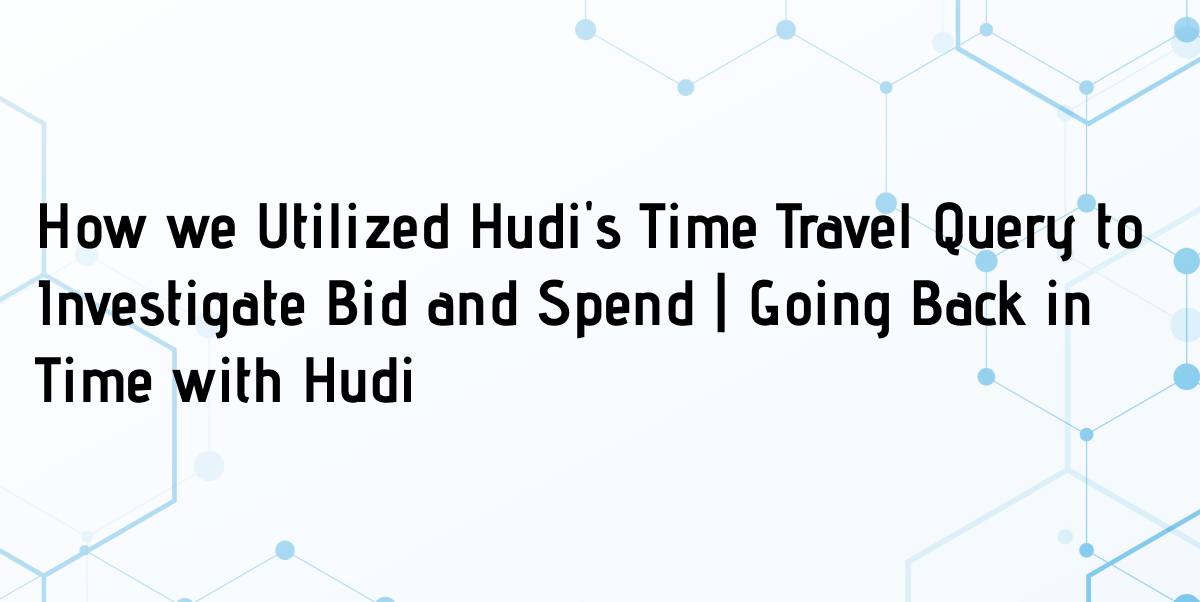 How we Utilized Hudi's Time Travel Query to
Investigate Bid and Spend | Going Back in
Time with Hudi